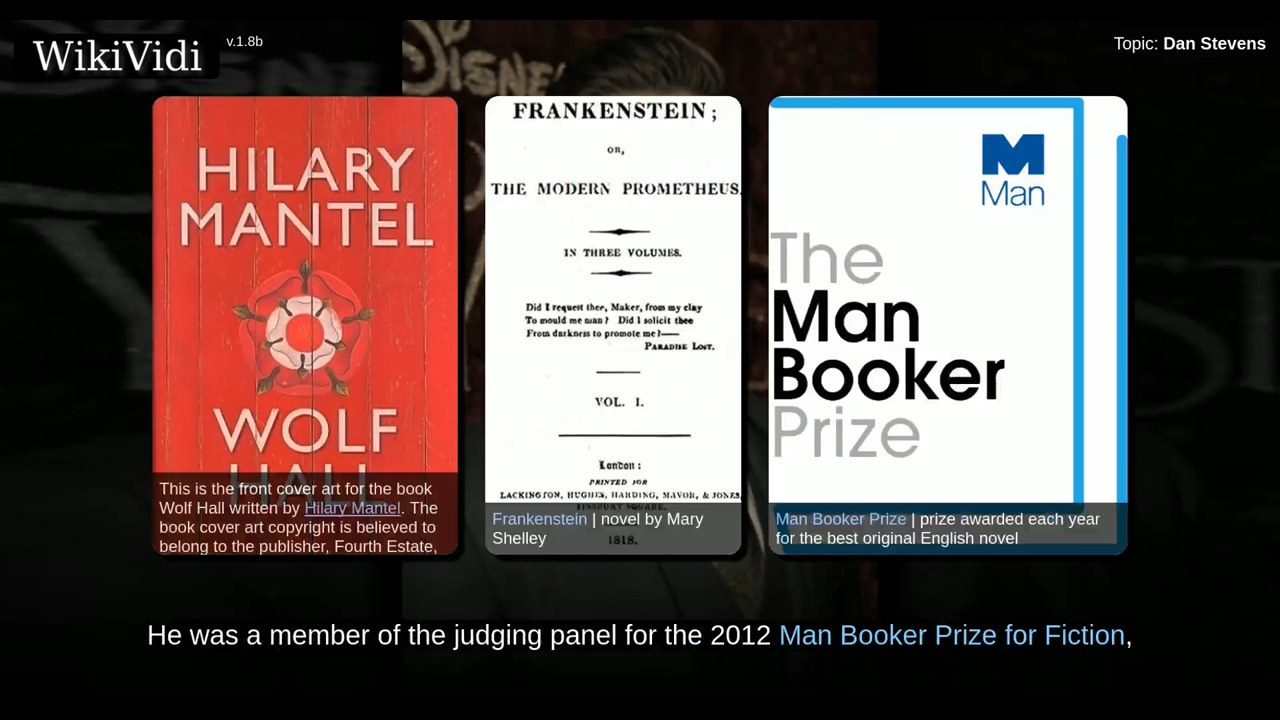 WikiVidi
v.1.8b
Topic: Dan Stevens
DISNE
HILARY
MANTEL
WOLF
HALL
This is the front cover art for the book
Wolf Hall written by Hilary Mantel. The
book cover art copyright is believed to
belong to the publisher, Fourth Estate,
FRANKENSTEIN;
OR,
THE MODERN PROMETHEUS.
IN THREE VOLUMES.
Did I request thee, Maker, from my clay
To mould me man? Did I solicit thee
From darkness to promote me?——
PARADISE LOST.
VOL. I.
London:
PRINTED FOR
LACKINGTON, HUGHES, HARDING, MAVOR, & JONES,
FINSBURY SQUARE.
1818.
Frankenstein | novel by Mary
Shelley
Man
The
Man
Booker
Prize
Man Booker Prize | prize awarded each year
for the best original English novel
He was a member of the judging panel for the 2012 Man Booker Prize for Fiction,